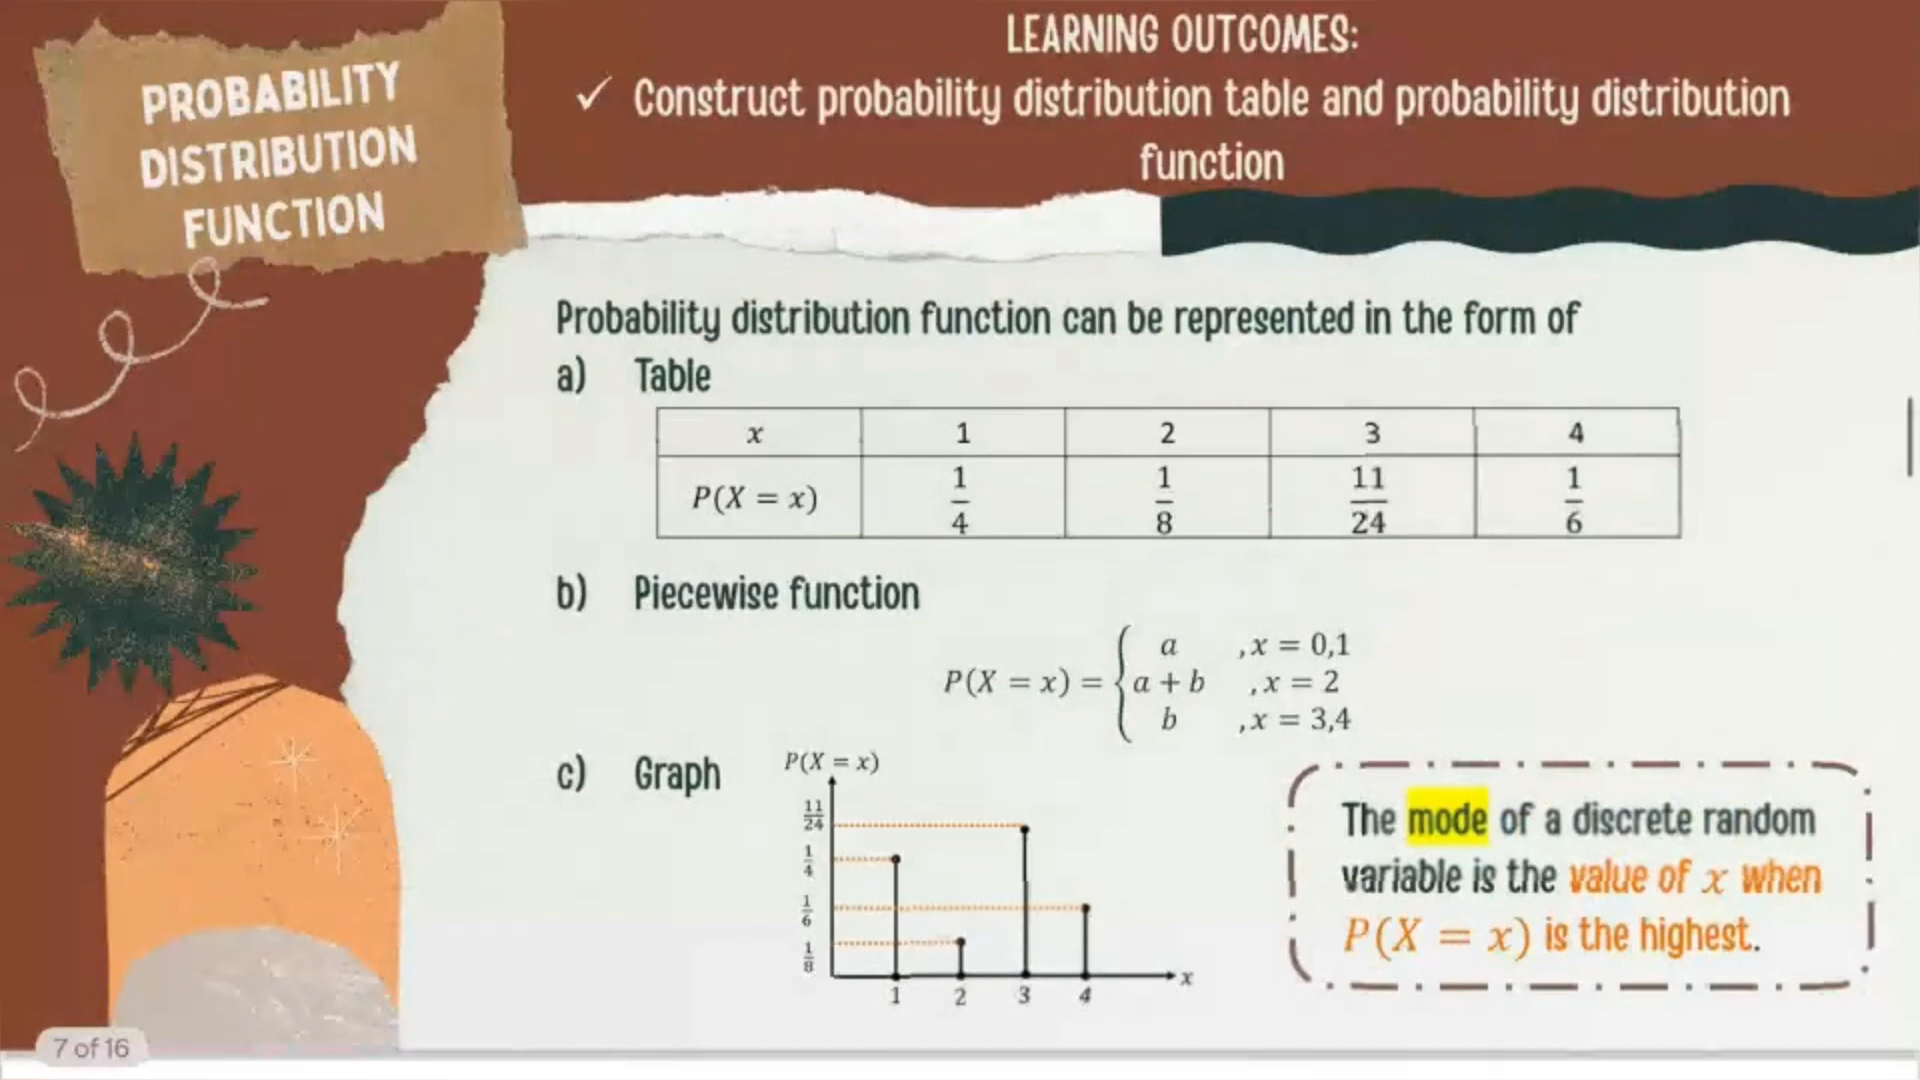 PROBABILITY
DISTRIBUTION
FUNCTION
LEARNING OUTCOMES:
✓ Construct probability distribution table and probability distribution
function
Probability distribution function can be represented in the form of
a) Table
x 1 2 3 4
P(X = x) 1/4 1/8 11/24 1/6
b) Piecewise function
P(X = x) = { a , x = 0,1
a + b , x = 2
b , x = 3,4
c) Graph
P(X = x)
11/24
1/4
1/6
1/8
1 2 3 4 x
The mode of a discrete random
variable is the value of x when
P(X = x) is the highest.
7 of 16